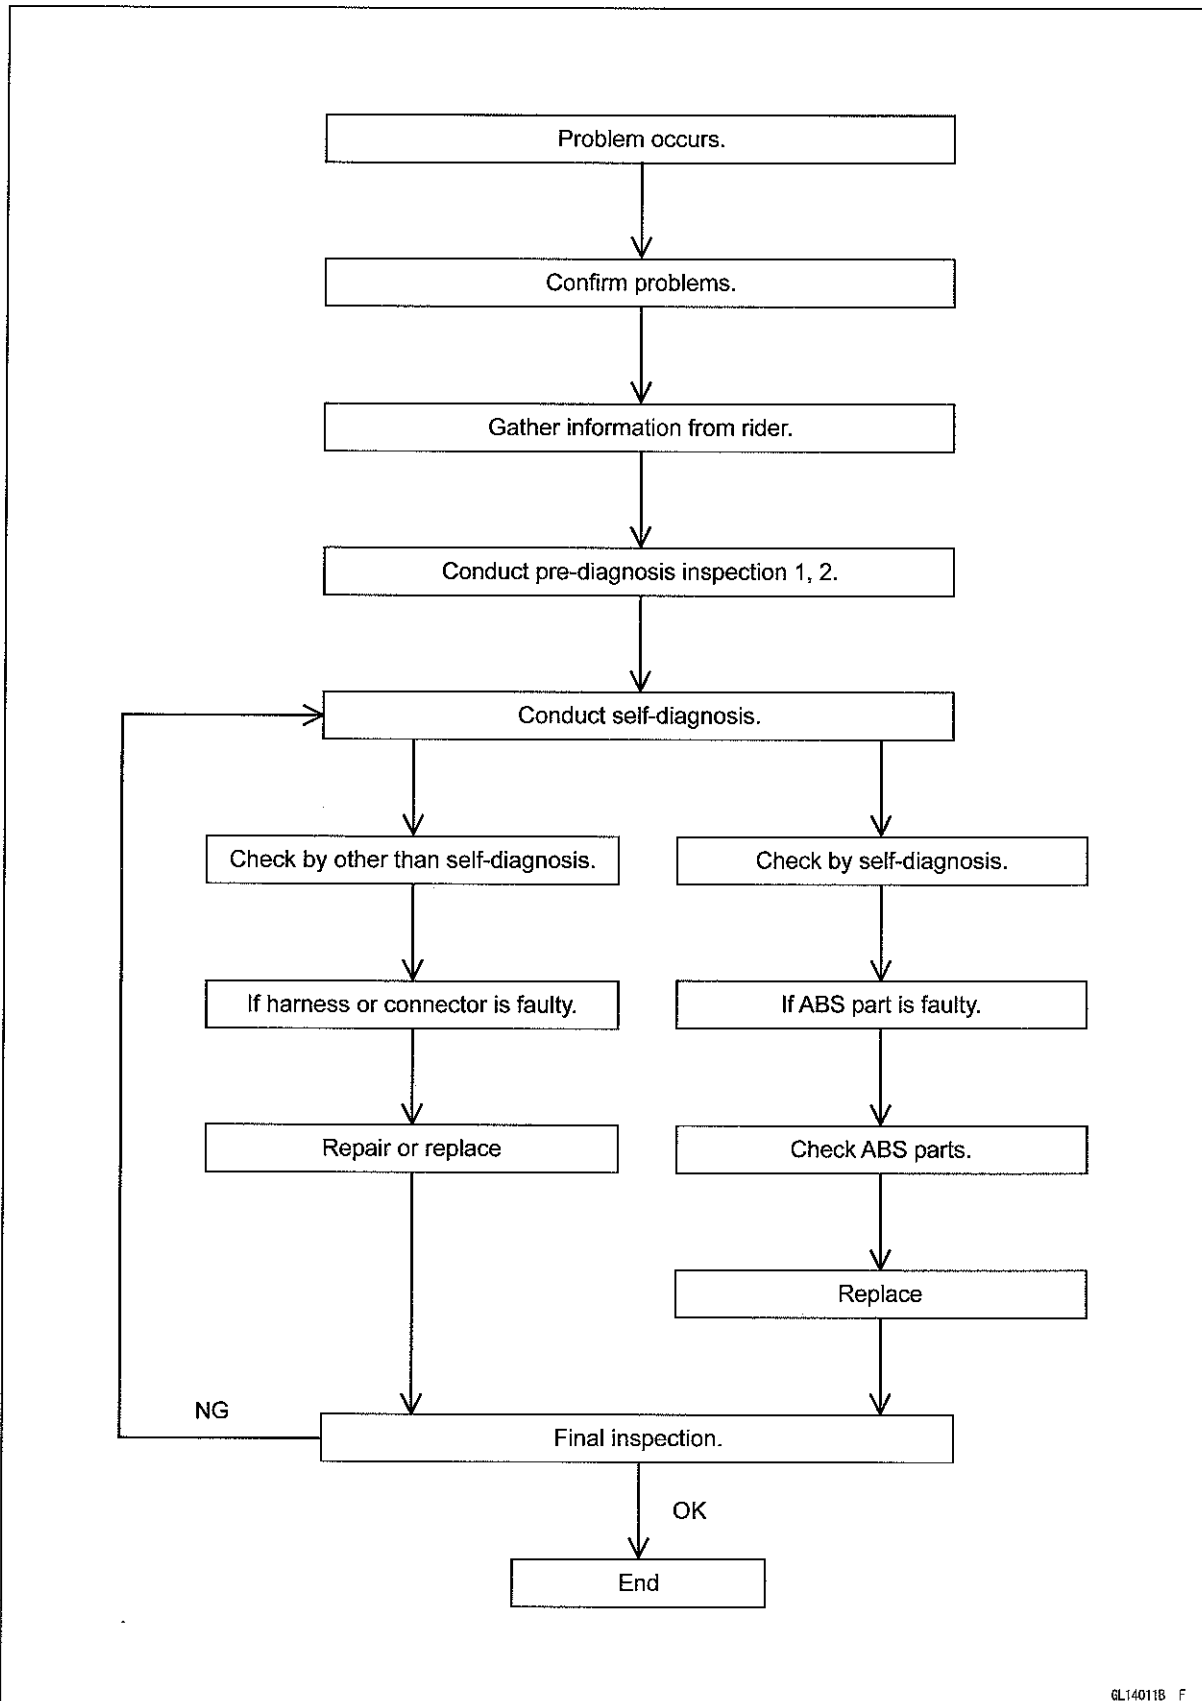 Problem occurs.
Confirm problems.
Gather information from rider.
Conduct pre-diagnosis inspection 1, 2.
Conduct self-diagnosis.
Check by other than self-diagnosis.
Check by self-diagnosis.
If harness or connector is faulty.
If ABS part is faulty.
Repair or replace
Check ABS parts.
Replace
NG
Final inspection.
OK
End
GL14011B F